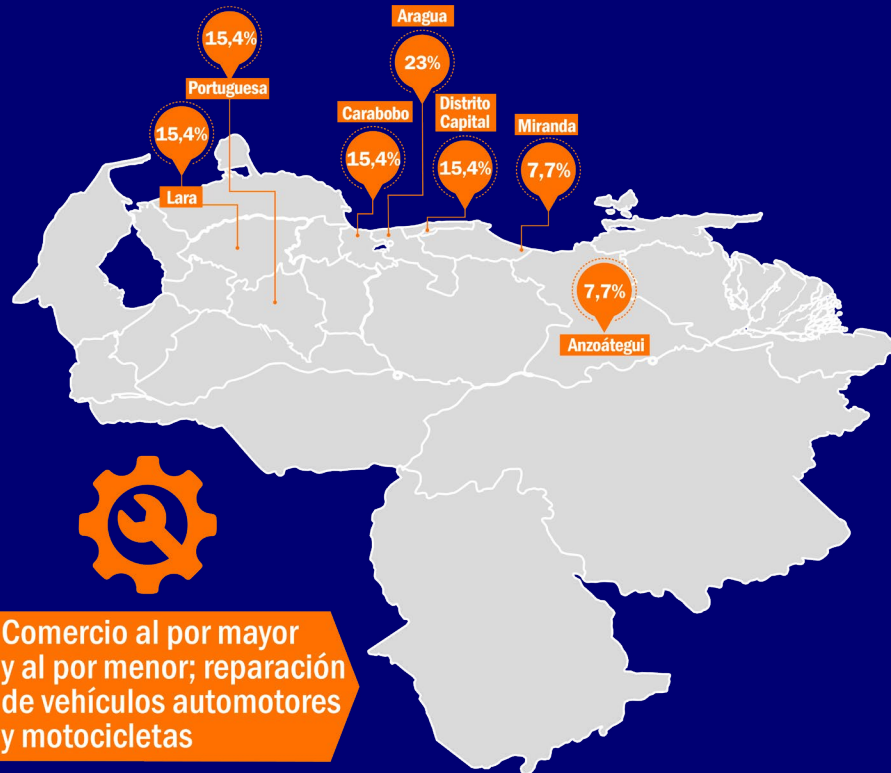 Aragua
23%
15,4%
Portuguesa
Carabobo
15,4%
Distrito
Capital
15,4%
Miranda
7,7%
15,4%
Lara
7,7%
Anzoátegui
Comercio al por mayor
y al por menor; reparación
de vehículos automotores
y motocicletas